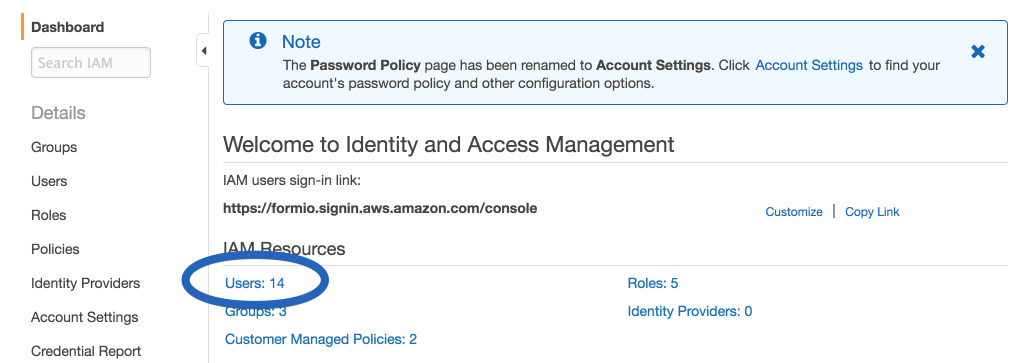 Dashboard
Search IAM
Details
Groups
Users
Roles
Policies
Identity Providers
Account Settings
Credential Report
Note
The Password Policy page has been renamed to Account Settings. Click Account Settings to find your
account's password policy and other configuration options.
Welcome to Identity and Access Management
IAM users sign-in link:
https://formio.signin.aws.amazon.com/console
Customize | Copy Link
IAM Resources
Users: 14
Roles: 5
Groups: 3
Identity Providers: 0
Customer Managed Policies: 2